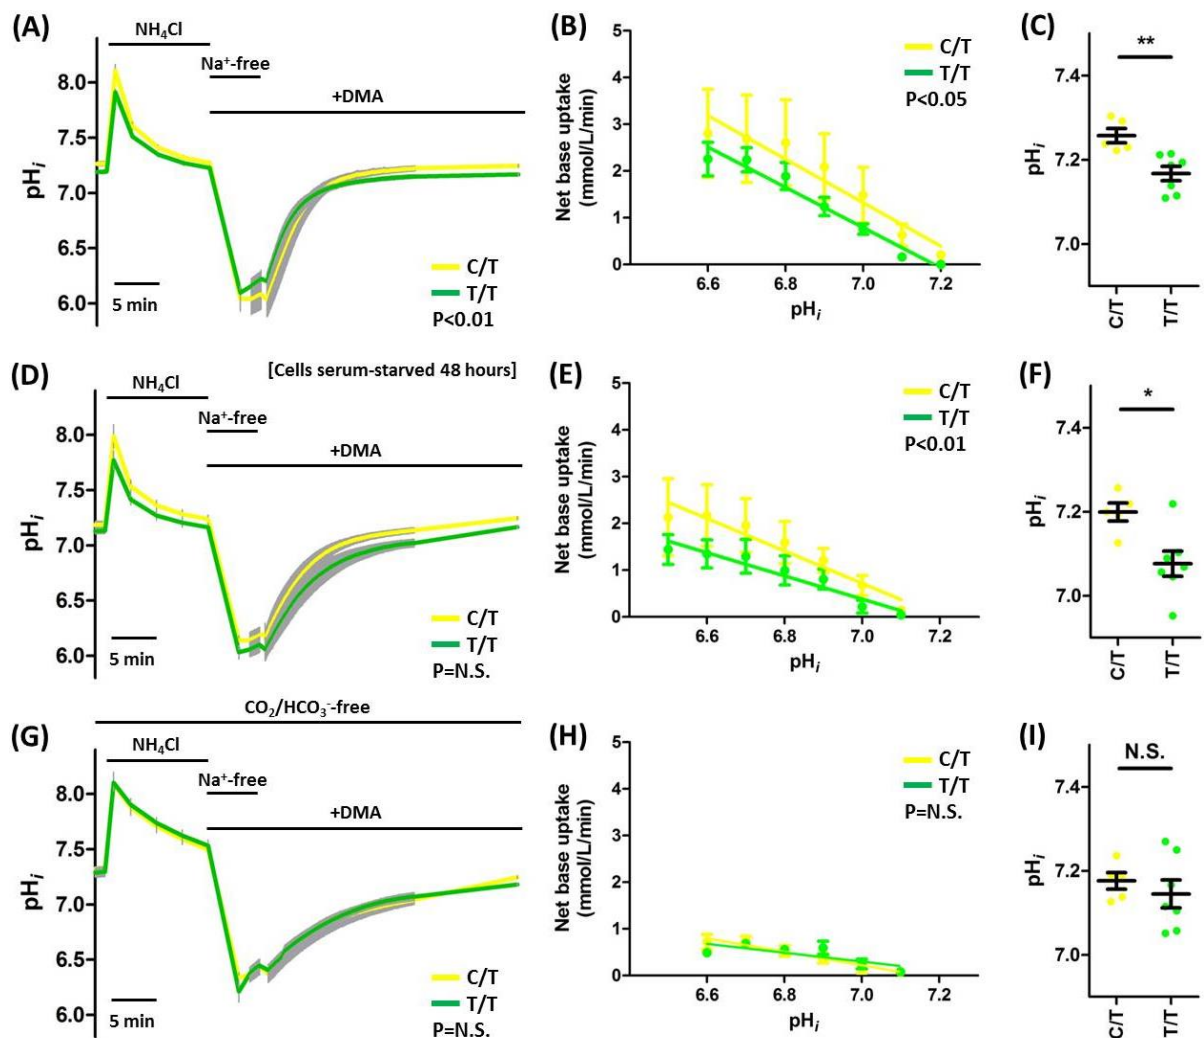 (A)
NH₄Cl
Na⁺-free
+DMA
8.0
7.5
7.0
6.5
6.0
pHᵢ
5 min
C/T
T/T
P<0.01
(B)
Net base uptake
(mmol/L/min)
5
4
3
2
1
0
6.6 6.8 7.0 7.2
pHᵢ
C/T
T/T
P<0.05
(C)
**
7.4
7.2
7.0
pHᵢ
C/T
T/T
(D)
[Cells serum-starved 48 hours]
NH₄Cl
Na⁺-free
+DMA
8.0
7.5
7.0
6.5
6.0
pHᵢ
5 min
C/T
T/T
P=N.S.
(E)
Net base uptake
(mmol/L/min)
5
4
3
2
1
0
6.6 6.8 7.0 7.2
pHᵢ
C/T
T/T
P<0.01
(F)
*
7.4
7.2
7.0
pHᵢ
C/T
T/T
CO₂/HCO₃⁻-free
(G)
NH₄Cl
Na⁺-free
+DMA
8.0
7.5
7.0
6.5
6.0
pHᵢ
5 min
C/T
T/T
P=N.S.
(H)
Net base uptake
(mmol/L/min)
5
4
3
2
1
0
6.6 6.8 7.0 7.2
pHᵢ
C/T
T/T
P=N.S.
(I)
N.S.
7.4
7.2
7.0
pHᵢ
C/T
T/T